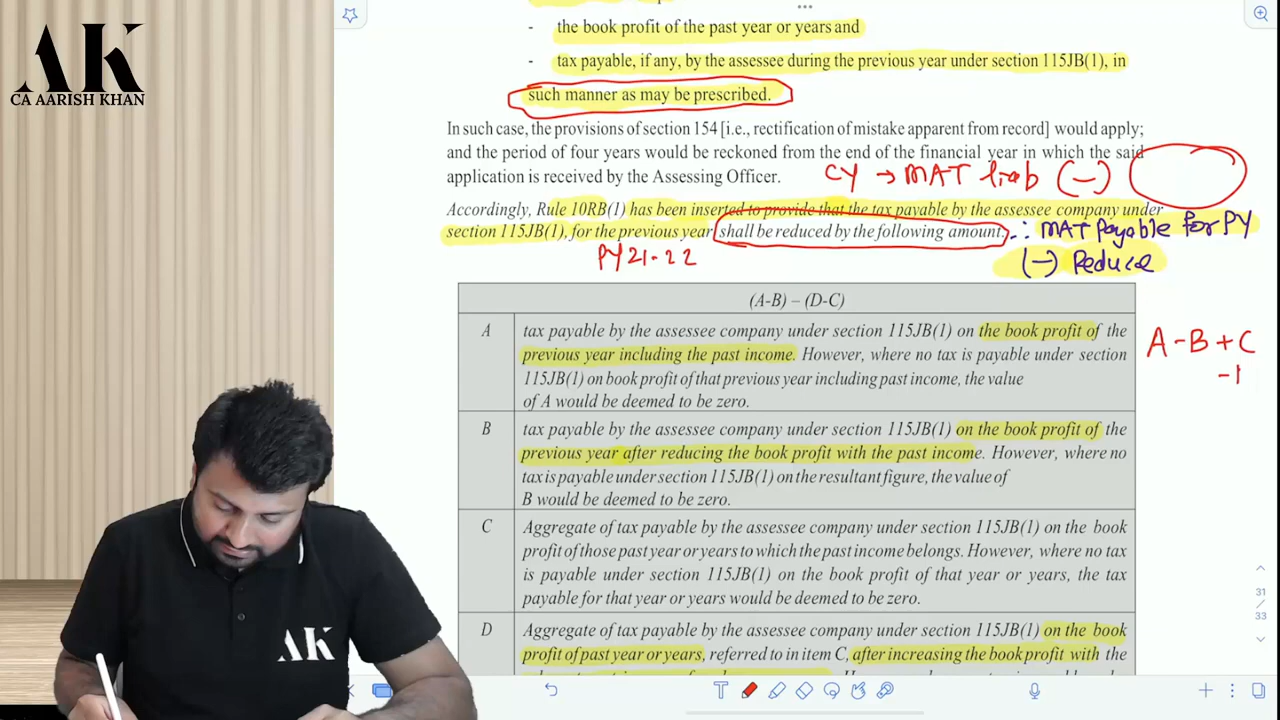 AK
CA AARISH KHAN
- the book profit of the past year or years and
- tax payable, if any, by the assessee during the previous year under section 115JB(1), in
such manner as may be prescribed.
In such case, the provisions of section 154 [i.e., rectification of mistake apparent from record] would apply;
and the period of four years would be reckoned from the end of the financial year in which the said
application is received by the Assessing Officer.
CY → MAT liab (-)
Accordingly, Rule 10RB(1) has been inserted to provide that the tax payable by the assessee company under
section 115JB(1), for the previous year shall be reduced by the following amount.
∴ MAT Payable for PY
(-) Reduce
PY21-22
(A-B) – (D-C)
A
tax payable by the assessee company under section 115JB(1) on the book profit of the
previous year including the past income. However, where no tax is payable under section
115JB(1) on book profit of that previous year including past income, the value
of A would be deemed to be zero.
A-B+C
-1
B
tax payable by the assessee company under section 115JB(1) on the book profit of the
previous year after reducing the book profit with the past income. However, where no
tax is payable under section 115JB(1) on the resultant figure, the value of
B would be deemed to be zero.
C
Aggregate of tax payable by the assessee company under section 115JB(1) on the book
profit of those past year or years to which the past income belongs. However, where no tax
is payable under section 115JB(1) on the book profit of that year or years, the tax
payable for that year or years would be deemed to be zero.
D
Aggregate of tax payable by the assessee company under section 115JB(1) on the book
profit of past year or years, referred to in item C, after increasing the book profit with the
31
/
33
AK